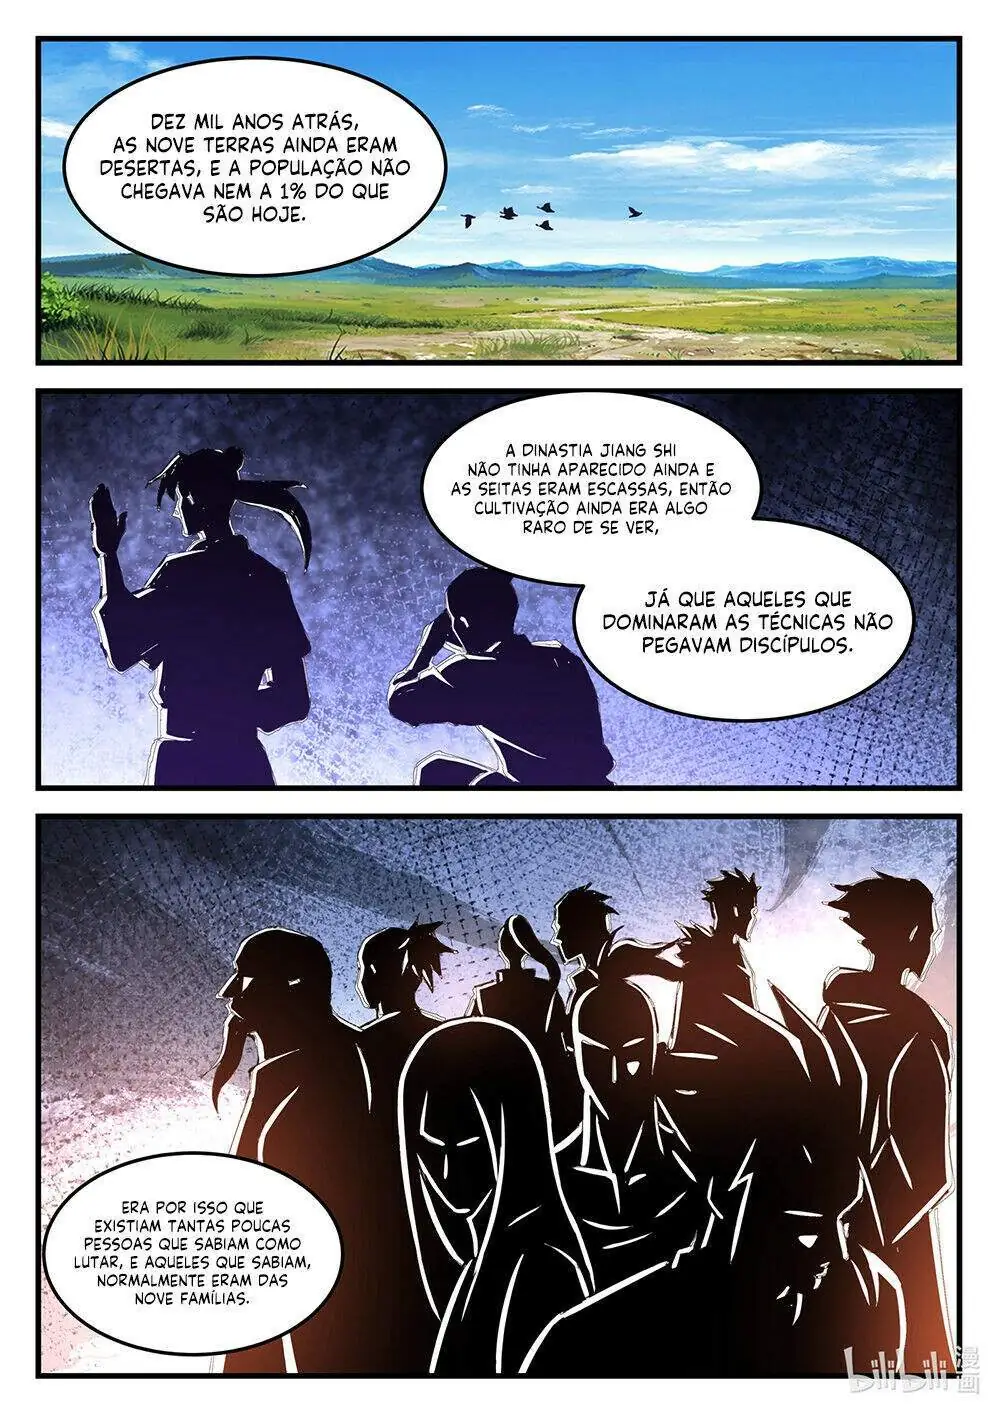 DEZ MIL ANOS ATRÁS,
AS NOVE TERRAS AINDA ERAM
DESERTAS, E A POPULAÇÃO NÃO
CHEGAVA NEM A 1% DO QUE
SÃO HOJE.
A DINASTIA JIANG SHI
NÃO TINHA APARECIDO AINDA E
AS SEITAS ERAM ESCASSAS, ENTÃO
CULTIVAÇÃO AINDA ERA ALGO
RARO DE SE VER,
JÁ QUE AQUELES QUE
DOMINARAM AS TÉCNICAS NÃO
PEGAVAM DISCÍPULOS.
ERA POR ISSO QUE
EXISTIAM TANTAS POUCAS
PESSOAS QUE SABIAM COMO
LUTAR, E AQUELES QUE SABIAM,
NORMALMENTE ERAM DAS
NOVE FAMÍLIAS.
bilibili 漫画